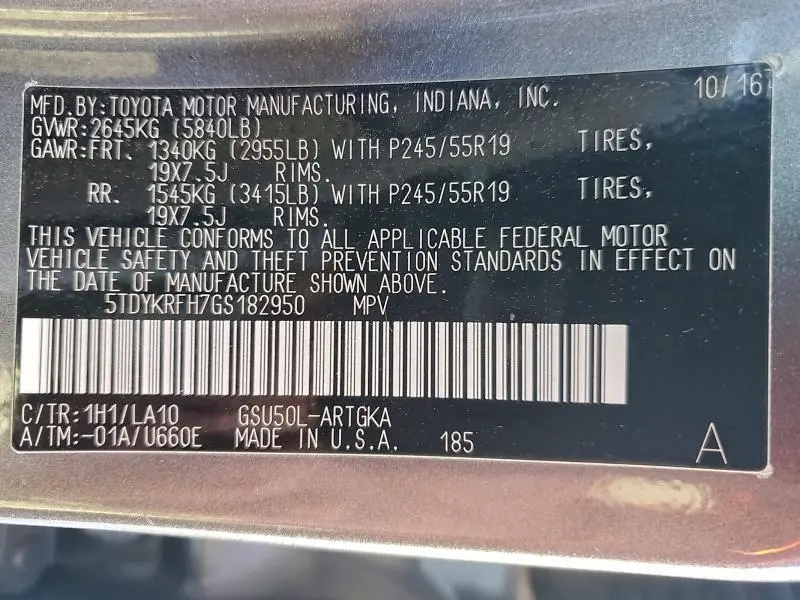 MFD.BY:TOYOTA MOTOR MANUFACTURING, INDIANA, INC. 10/16
GVWR:2645KG (5840LB)
GAWR:FRT. 1340KG (2955LB) WITH P245/55R19 TIRES,
19X7.5J RIMS.
RR. 1545KG (3415LB) WITH P245/55R19 TIRES,
19X7.5J RIMS.
THIS VEHICLE CONFORMS TO ALL APPLICABLE FEDERAL MOTOR
VEHICLE SAFETY AND THEFT PREVENTION STANDARDS IN EFFECT ON
THE DATE OF MANUFACTURE SHOWN ABOVE.
5TDYKRFH7GS182950 MPV
C/TR:1H1/LA10 GSU50L-ARTGKA
A/TM:-01A/U660E MADE IN U.S.A. 185 A